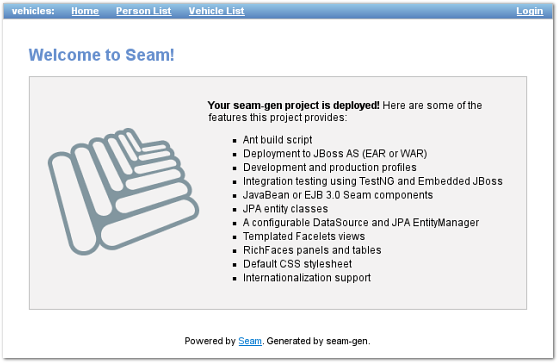 vehicles: Home Person List Vehicle List Login
Welcome to Seam!
Your seam-gen project is deployed! Here are some of the
features this project provides:
Ant build script
Deployment to JBoss AS (EAR or WAR)
Development and production profiles
Integration testing using TestNG and Embedded JBoss
JavaBean or EJB 3.0 Seam components
JPA entity classes
A configurable DataSource and JPA EntityManager
Templated Facelets views
RichFaces panels and tables
Default CSS stylesheet
Internationalization support
Powered by Seam. Generated by seam-gen.